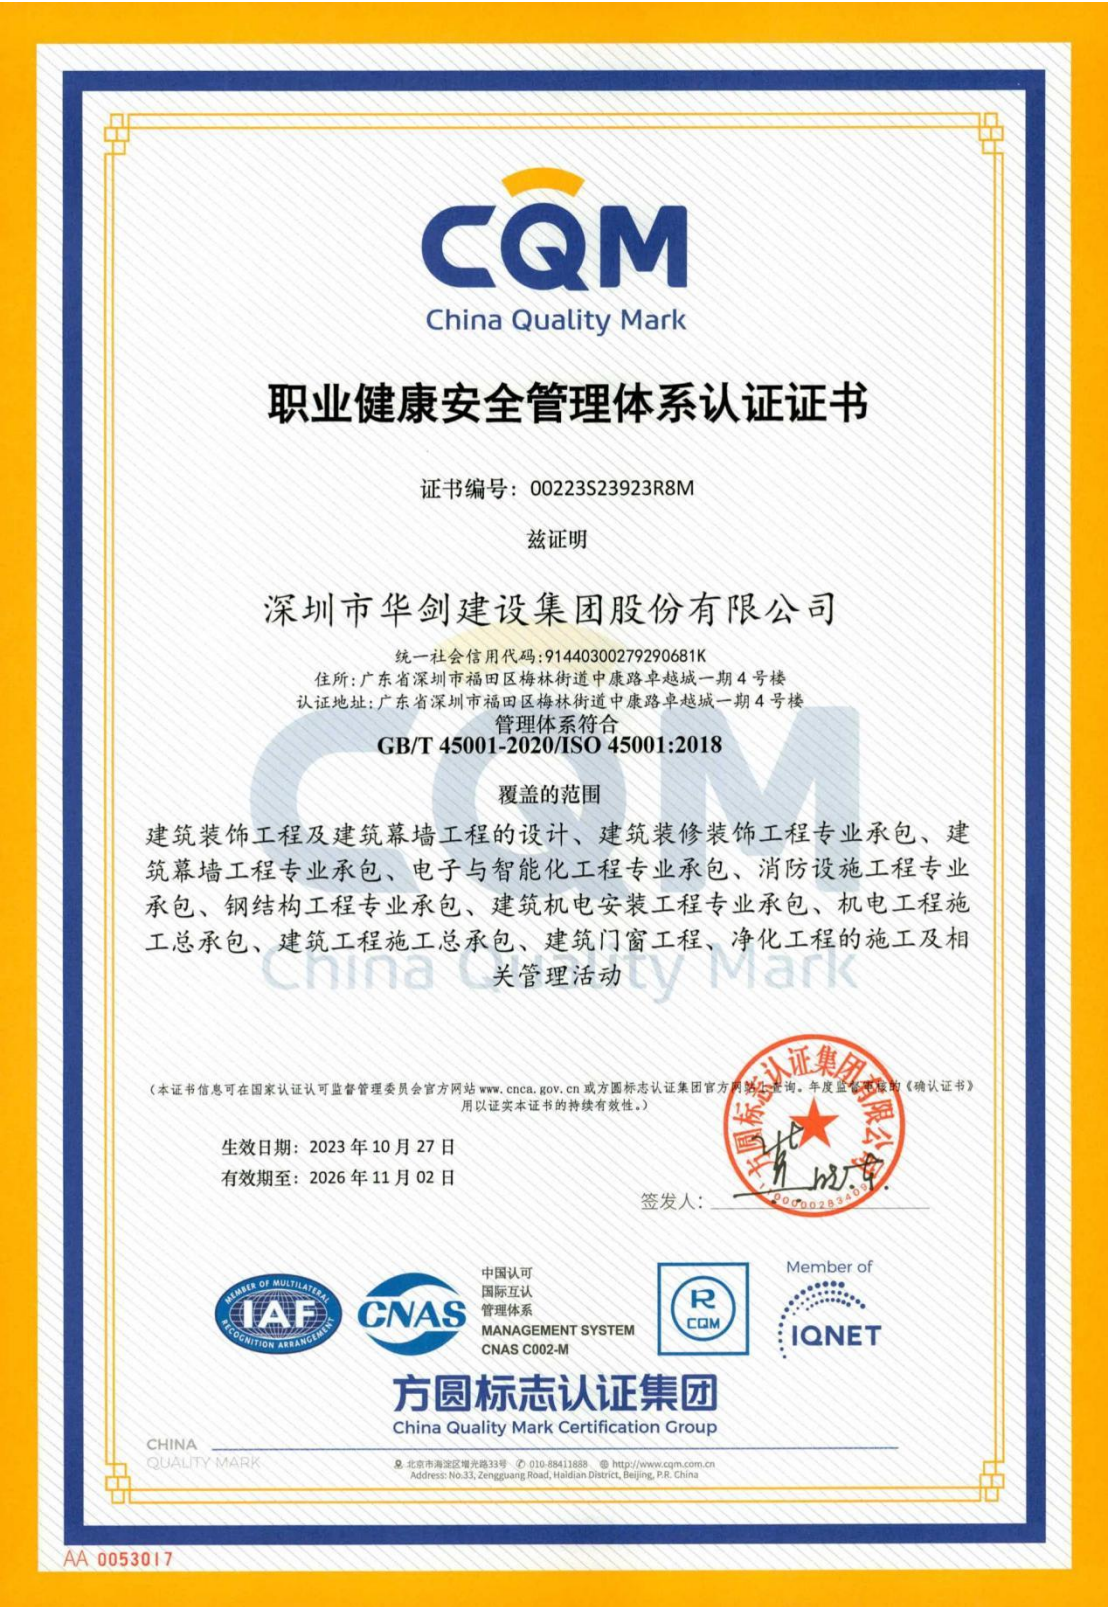 CQM
China Quality Mark
职业健康安全管理体系认证证书
证书编号：00223S23923R8M
兹证明
深圳市华剑建设集团股份有限公司
统一社会信用代码:91440300279290681K
住所:广东省深圳市福田区梅林街道中康路卓越城一期4号楼
认证地址:广东省深圳市福田区梅林街道中康路卓越城一期4号楼
管理体系符合
GB/T 45001-2020/ISO 45001:2018
覆盖的范围
建筑装饰工程及建筑幕墙工程的设计、建筑装修装饰工程专业承包、建
筑幕墙工程专业承包、电子与智能化工程专业承包、消防设施工程专业
承包、钢结构工程专业承包、建筑机电安装工程专业承包、机电工程施
工总承包、建筑工程施工总承包、建筑门窗工程、净化工程的施工及相
关管理活动
CQM
China Quality Mark
（本证书信息可在国家认证认可监督管理委员会官方网站 www.cnca.gov.cn 或方圆标志认证集团官方网站上查询。年度监督审核的《确认证书》
用以证实本证书的持续有效性。）
生效日期：2023 年 10 月 27 日
有效期至：2026 年 11 月 02 日
签发人：
方圆标志认证集团有限公司
MEMBER OF MULTILATERAL
IAF
RECOGNITION ARRANGEMENT
CNAS
中国认可
国际互认
管理体系
MANAGEMENT SYSTEM
CNAS C002-M
R
CQM
Member of
IQNET
方圆标志认证集团
China Quality Mark Certification Group
CHINA
QUALITY MARK
北京市海淀区增光路33号 010-88411888 http://www.cqm.com.cn
Address: No.33, Zengguang Road, Haidian District, Beijing, P.R. China
AA 0053017